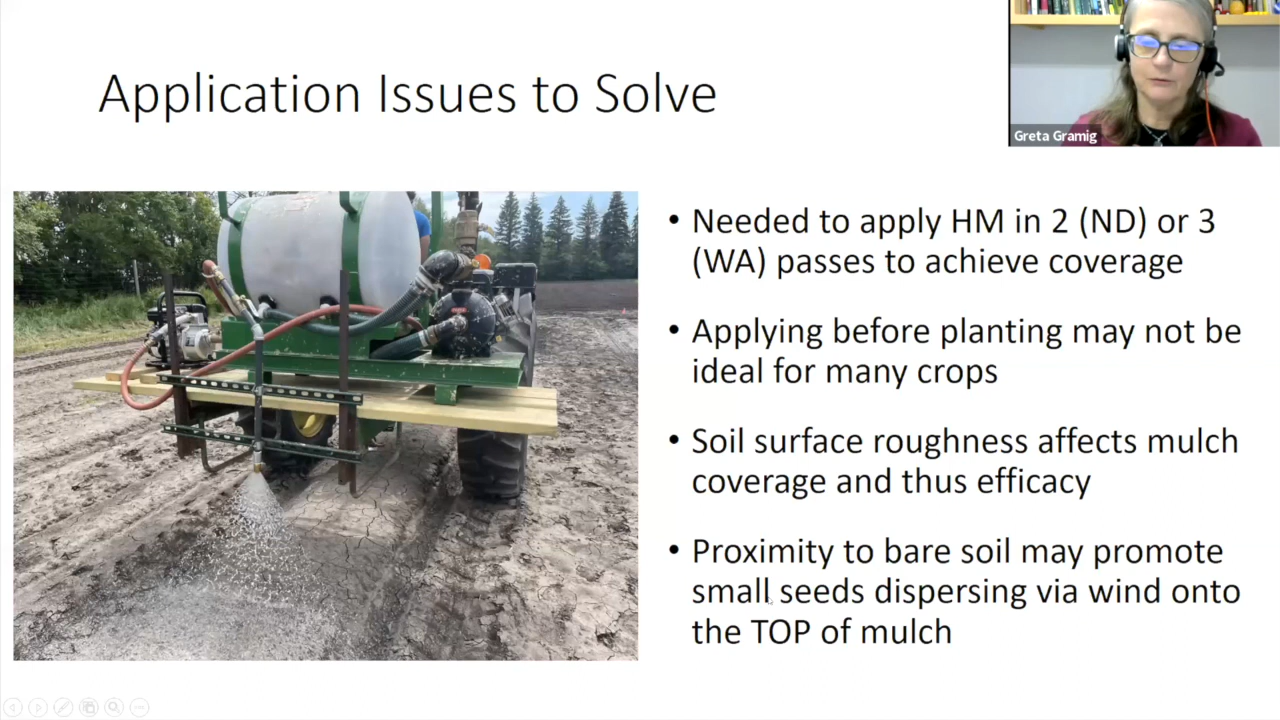 Application Issues to Solve
Greta Gramig
• Needed to apply HM in 2 (ND) or 3
(WA) passes to achieve coverage
• Applying before planting may not be
ideal for many crops
• Soil surface roughness affects mulch
coverage and thus efficacy
• Proximity to bare soil may promote
small seeds dispersing via wind onto
the TOP of mulch